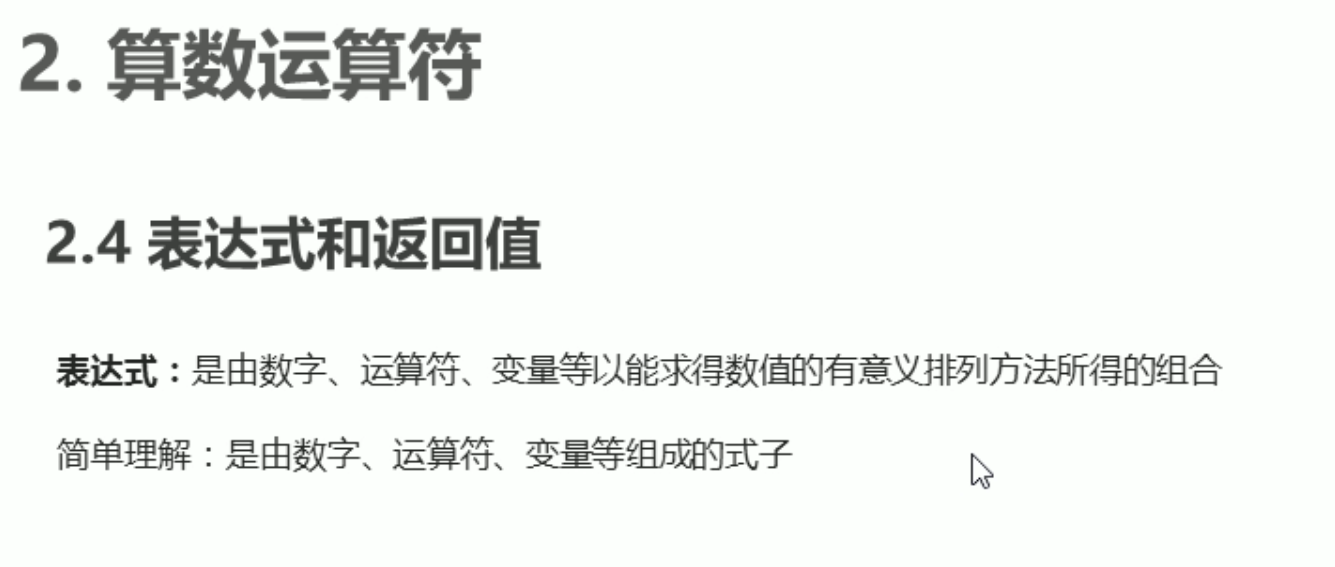 2. 算数运算符
2.4 表达式和返回值
表达式：是由数字、运算符、变量等以能求得数值的有意义排列方法所得的组合
简单理解：是由数字、运算符、变量等组成的式子